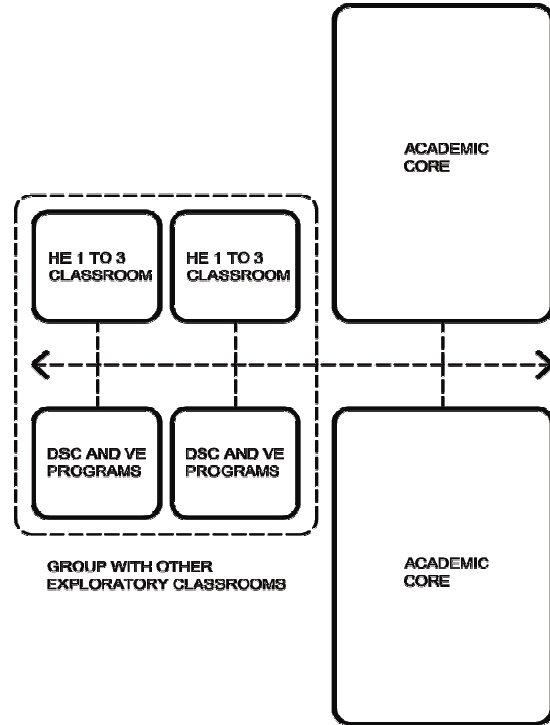 ACADEMIC
CORE
HE 1 TO 3
CLASSROOM
HE 1 TO 3
CLASSROOM
DSC AND VE
PROGRAMS
DSC AND VE
PROGRAMS
GROUP WITH OTHER
EXPLORATORY CLASSROOMS
ACADEMIC
CORE